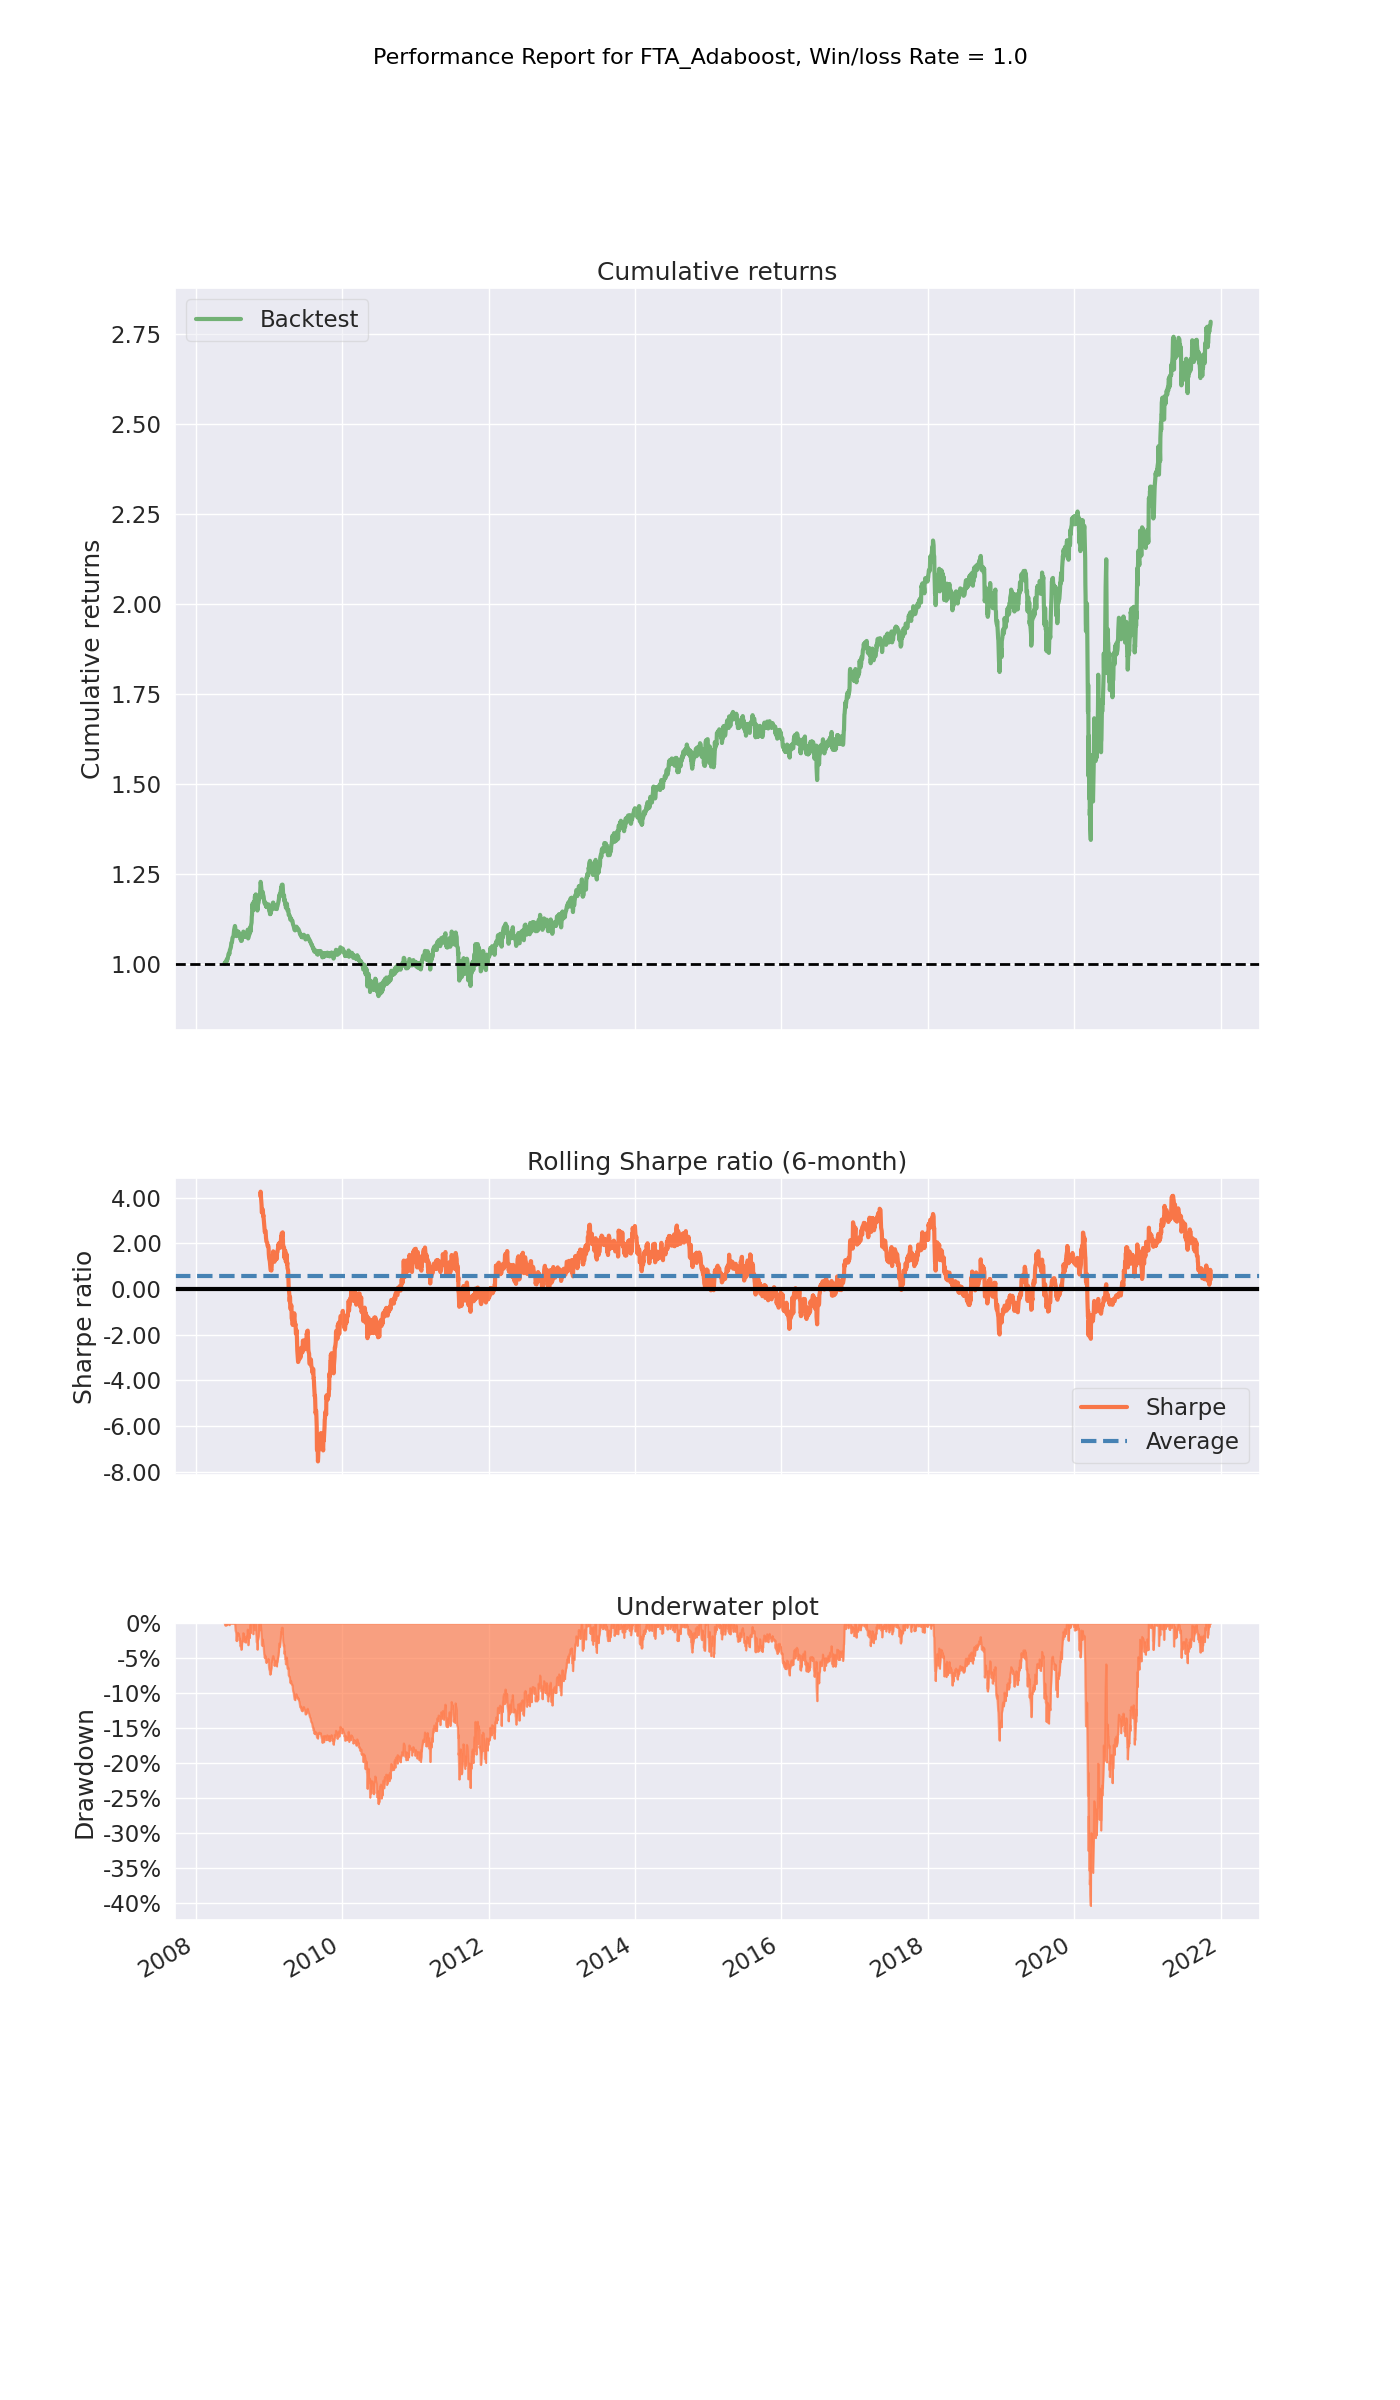 Performance Report for FTA_Adaboost, Win/loss Rate = 1.0
Cumulative returns
Backtest
Cumulative returns
2.75
2.50
2.25
2.00
1.75
1.50
1.25
1.00
Rolling Sharpe ratio (6-month)
Sharpe ratio
4.00
2.00
0.00
-2.00
-4.00
-6.00
-8.00
Sharpe
Average
Underwater plot
Drawdown
0%
-5%
-10%
-15%
-20%
-25%
-30%
-35%
-40%
2008 2010 2012 2014 2016 2018 2020 2022